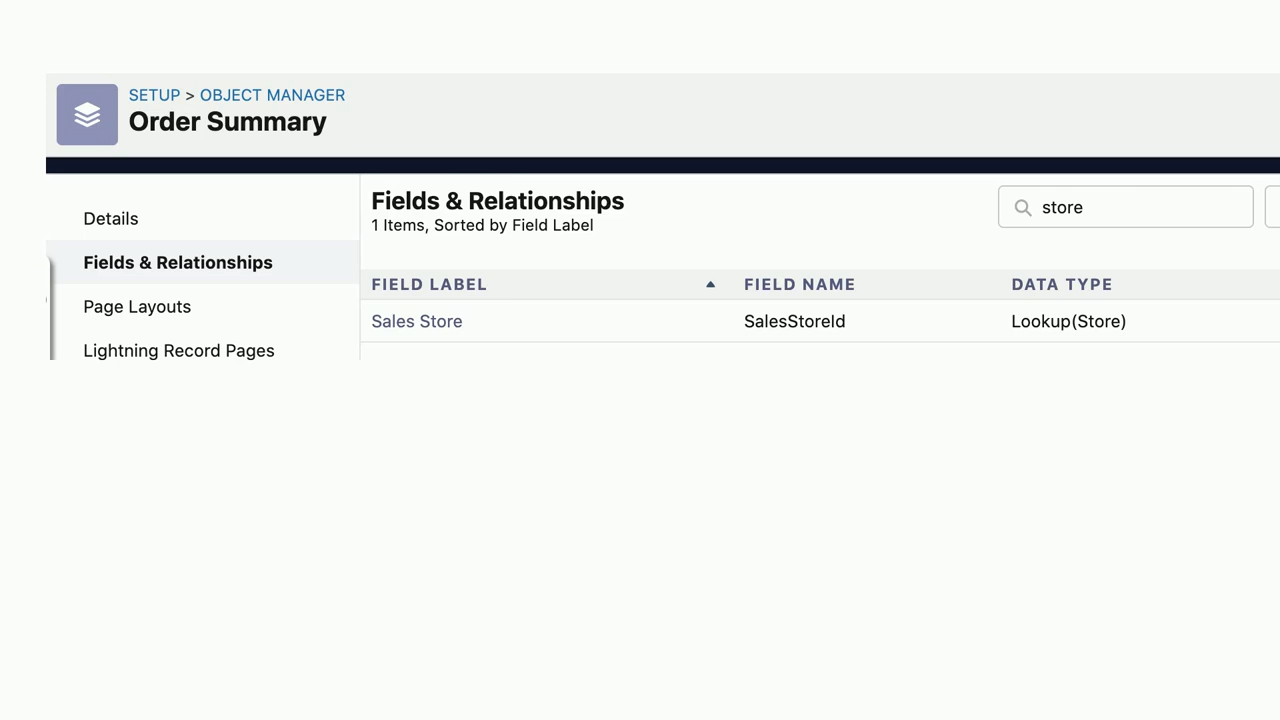 SETUP > OBJECT MANAGER
Order Summary
Details
Fields & Relationships
Page Layouts
Lightning Record Pages
Fields & Relationships
1 Items, Sorted by Field Label
store
FIELD LABEL FIELD NAME DATA TYPE
Sales Store SalesStoreId Lookup(Store)